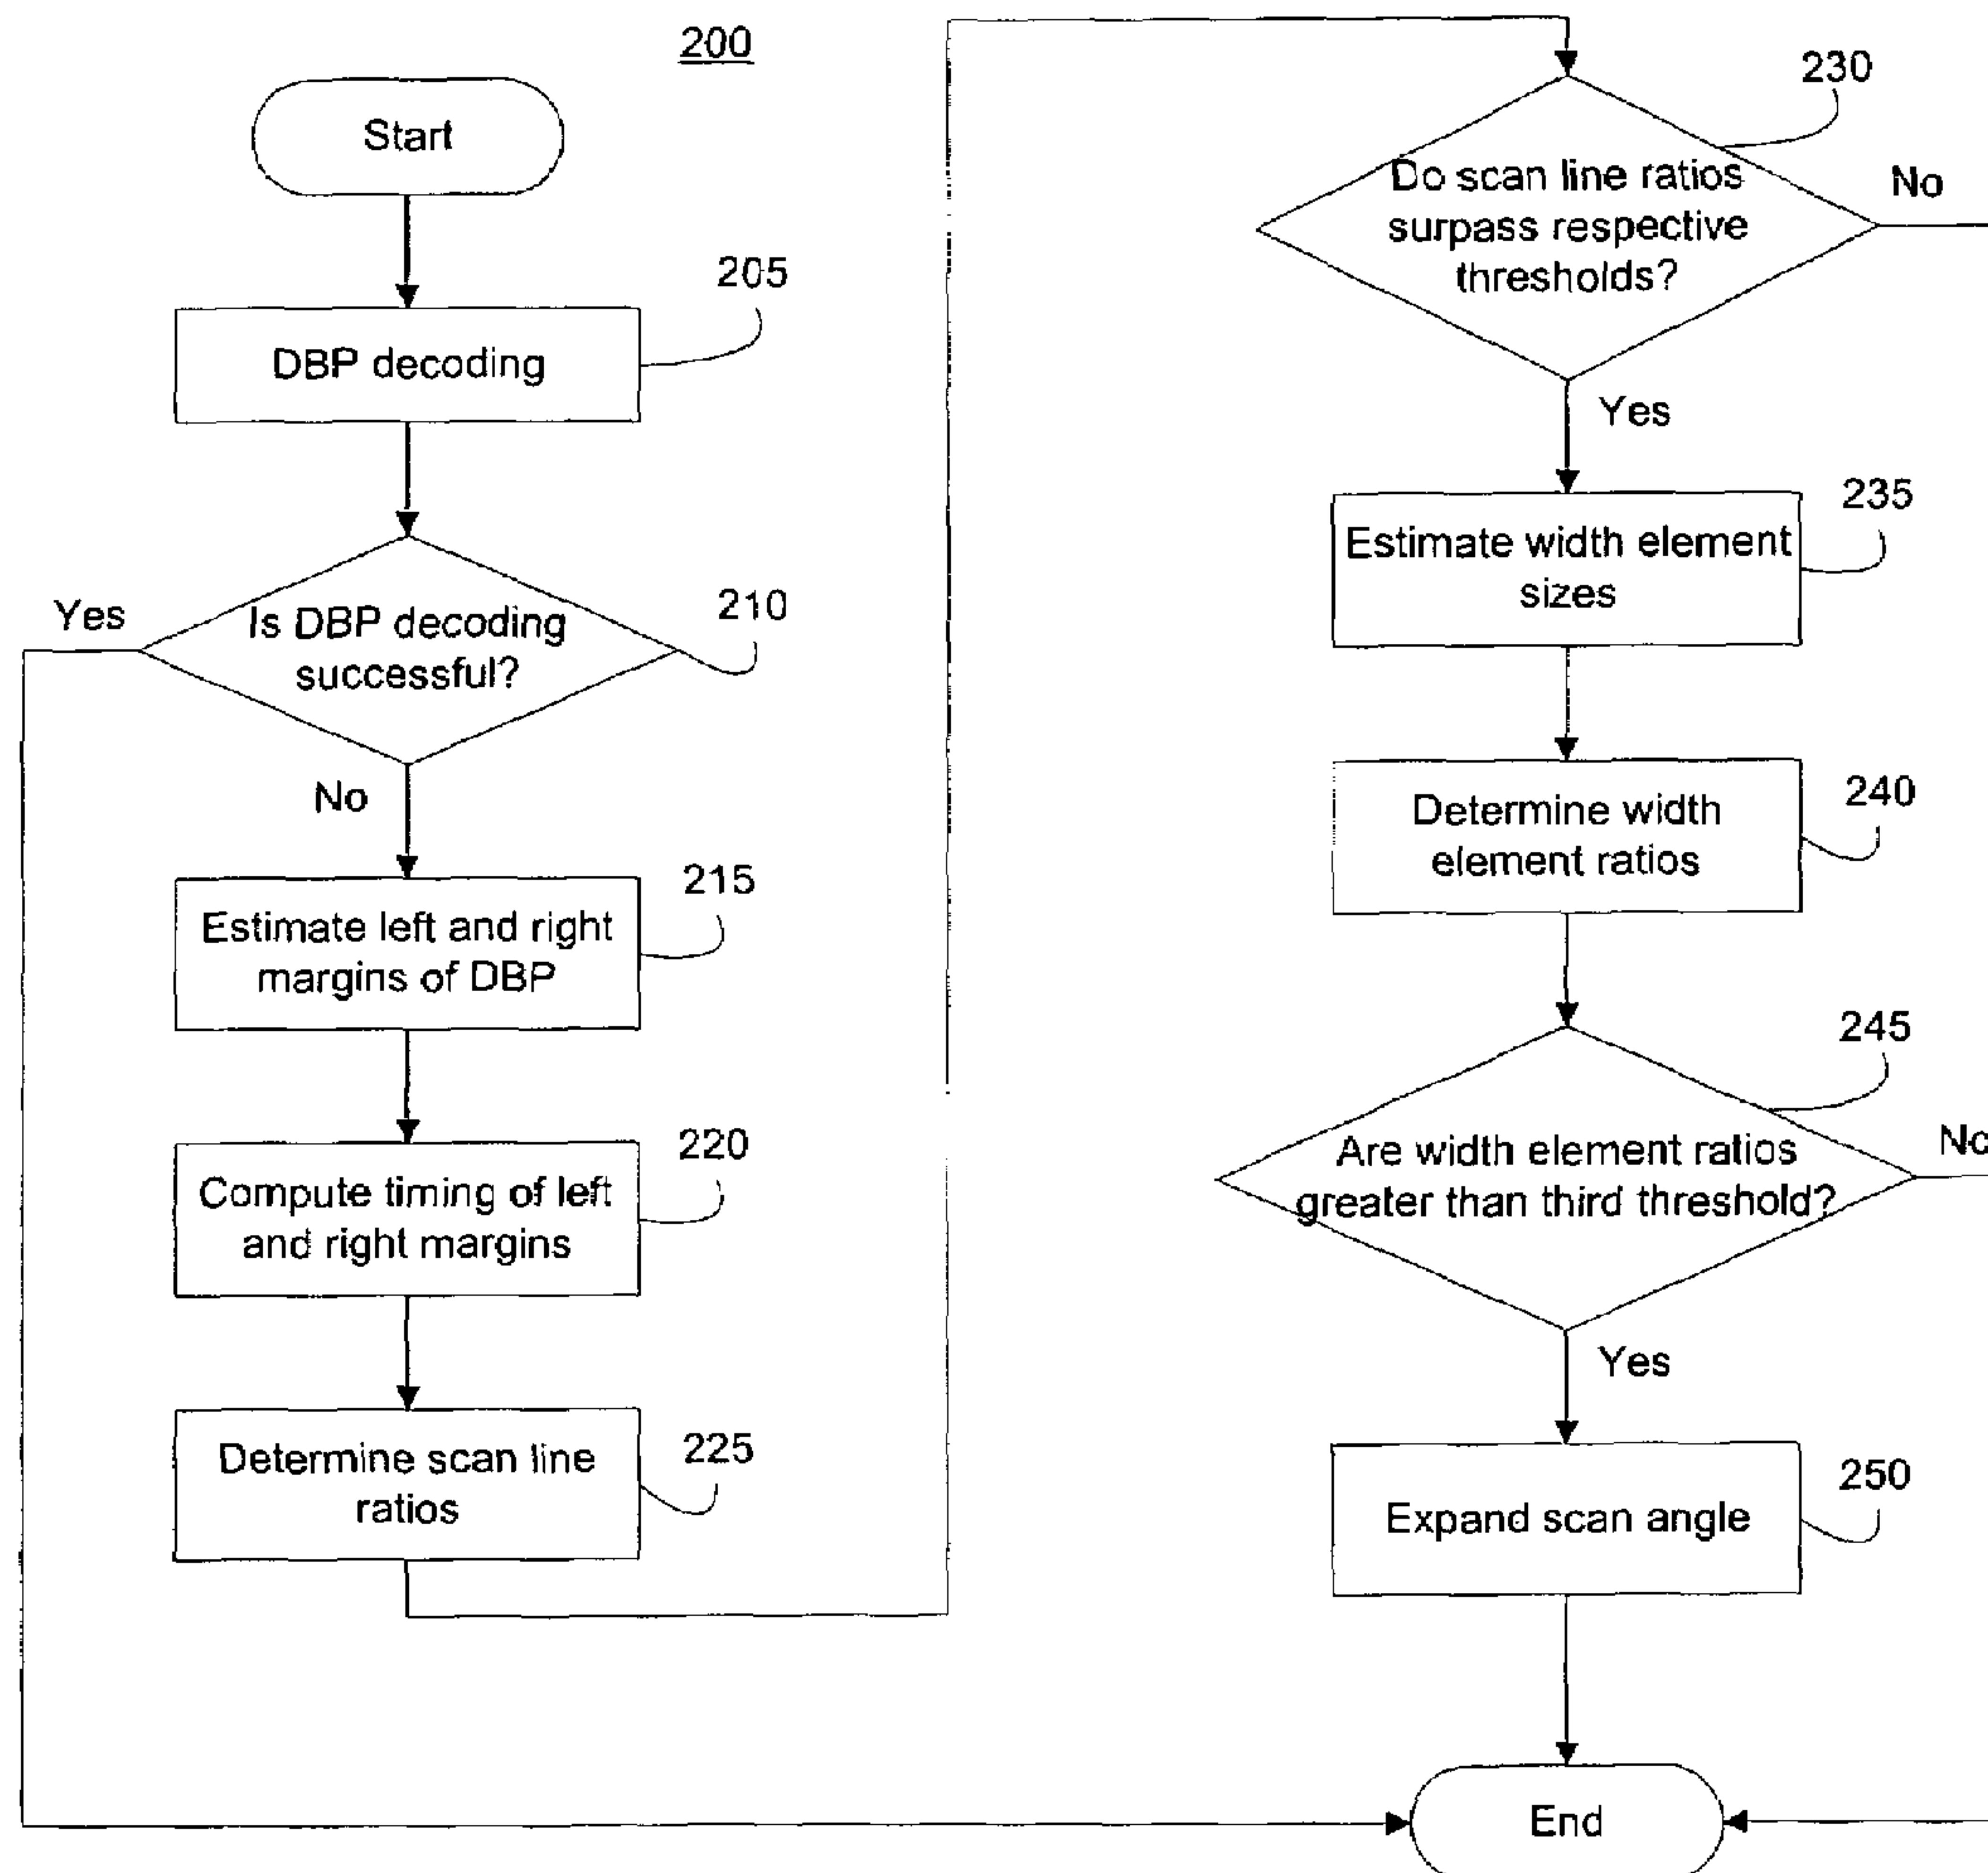 200
Start
205
DBP decoding
210
Yes
Is DBP decoding
successful?
No
215
Estimate left and right
margins of DBP
220
Compute timing of left
and right margins
225
Determine scan line
ratios
230
Do scan line ratios
surpass respective
thresholds?
No
Yes
235
Estimate width element
sizes
240
Determine width
element ratios
245
Are width element ratios
greater than third threshold?
No
Yes
250
Expand scan angle
End